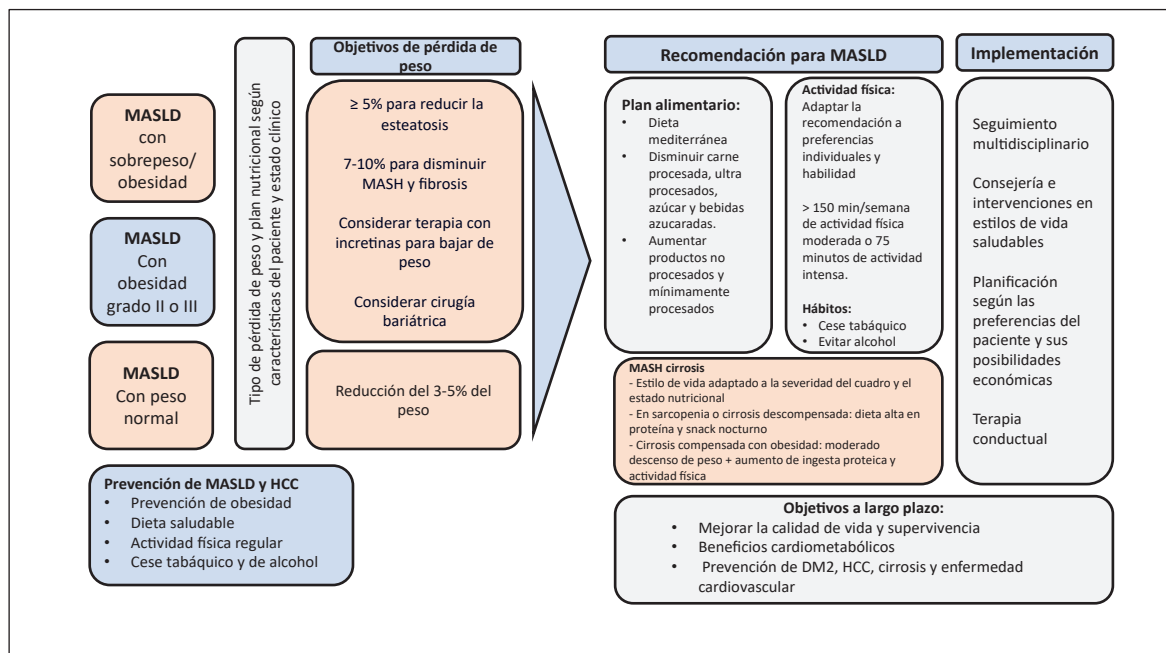 MASLD
con
sobrepeso/
obesidad
MASLD
Con
obesidad
grado II o III
MASLD
Con peso
normal
Tipo de pérdida de peso y plan nutricional según
características del paciente y estado clínico
Objetivos de pérdida de
peso
≥ 5% para reducir la
esteatosis
7-10% para disminuir
MASH y fibrosis
Considerar terapia con
incretinas para bajar de
peso
Considerar cirugía
bariátrica
Reducción del 3-5% del
peso
Prevención de MASLD y HCC
• Prevención de obesidad
• Dieta saludable
• Actividad física regular
• Cese tabáquico y de alcohol
Recomendación para MASLD
Plan alimentario:
• Dieta
mediterránea
• Disminuir carne
procesada, ultra
procesados,
azúcar y bebidas
azucaradas.
• Aumentar
productos no
procesados y
mínimamente
procesados
Actividad física:
Adaptar la
recomendación a
preferencias
individuales y
habilidad
> 150 min/semana
de actividad física
moderada o 75
minutos de actividad
intensa.
Hábitos:
• Cese tabáquico
• Evitar alcohol
MASH cirrosis
- Estilo de vida adaptado a la severidad del cuadro y el
estado nutricional
- En sarcopenia o cirrosis descompensada: dieta alta en
proteína y snack nocturno
- Cirrosis compensada con obesidad: moderado
descenso de peso + aumento de ingesta proteica y
actividad física
Implementación
Seguimiento
multidisciplinario
Consejería e
intervenciones en
estilos de vida
saludables
Planificación
según las
preferencias del
paciente y sus
posibilidades
económicas
Terapia
conductual
Objetivos a largo plazo:
• Mejorar la calidad de vida y supervivencia
• Beneficios cardiometabólicos
• Prevención de DM2, HCC, cirrosis y enfermedad
cardiovascular